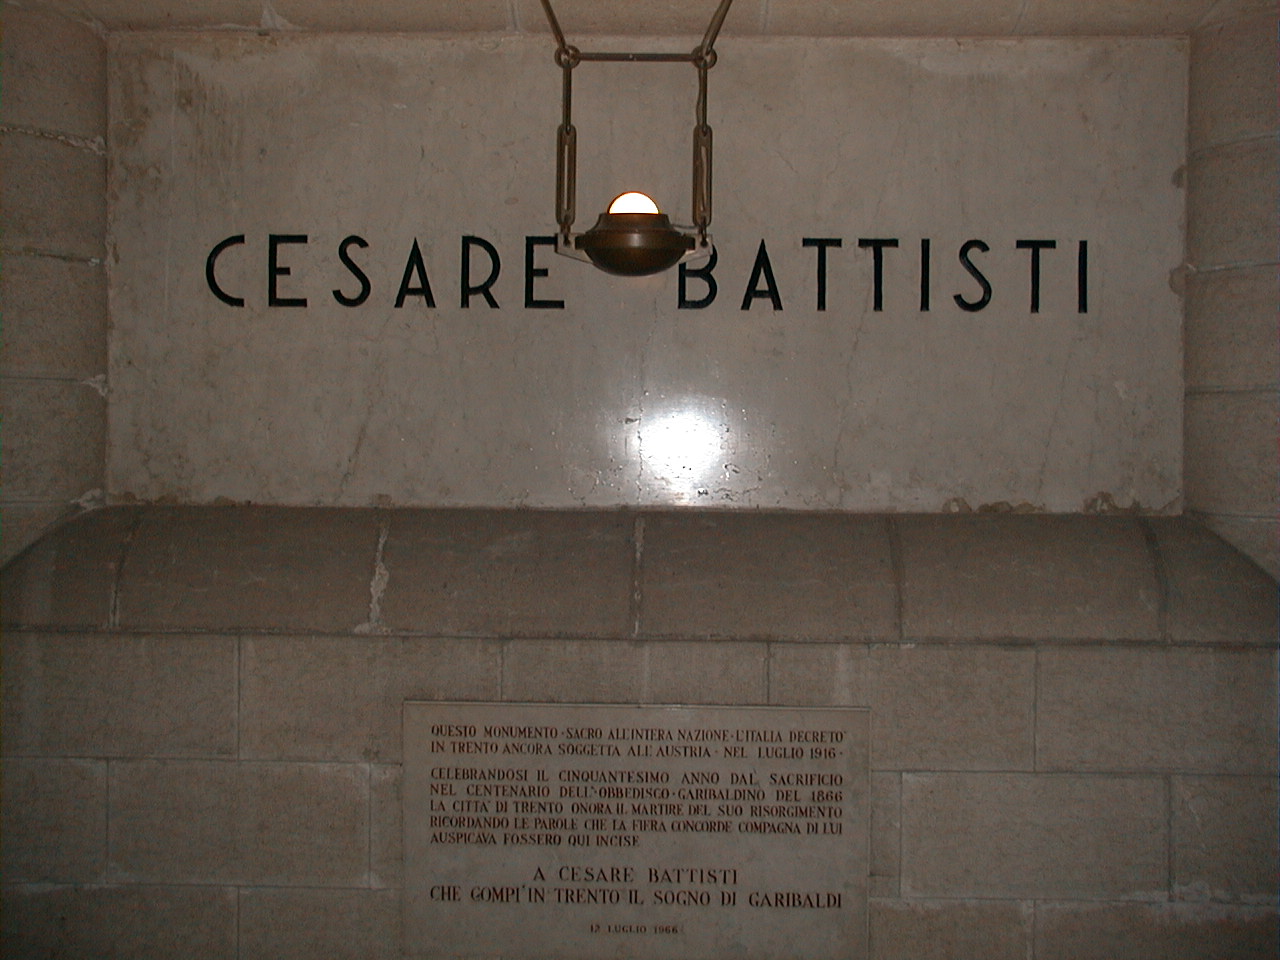 CESARE BATTISTI
QUESTO MONUMENTO - SACRO ALL'INTERA NAZIONE - L'ITALIA DECRETO'
IN TRENTO ANCORA SOGGETTA ALL'AUSTRIA - NEL LUGLIO 1916 -
CELEBRANDOSI IL CINQUANTESIMO ANNO DAL SACRIFICIO
NEL CENTENARIO DELL'-OBBEDISCO- GARIBALDINO DEL 1866
LA CITTA' DI TRENTO ONORA IL MARTIRE DEL SUO RISORGIMENTO
RICORDANDO LE PAROLE CHE LA FIERA CONCORDE COMPAGNA DI LUI
AUSPICAVA FOSSERO QUI INCISE
A CESARE BATTISTI
CHE COMPI' IN TRENTO IL SOGNO DI GARIBALDI
12 LUGLIO 1966